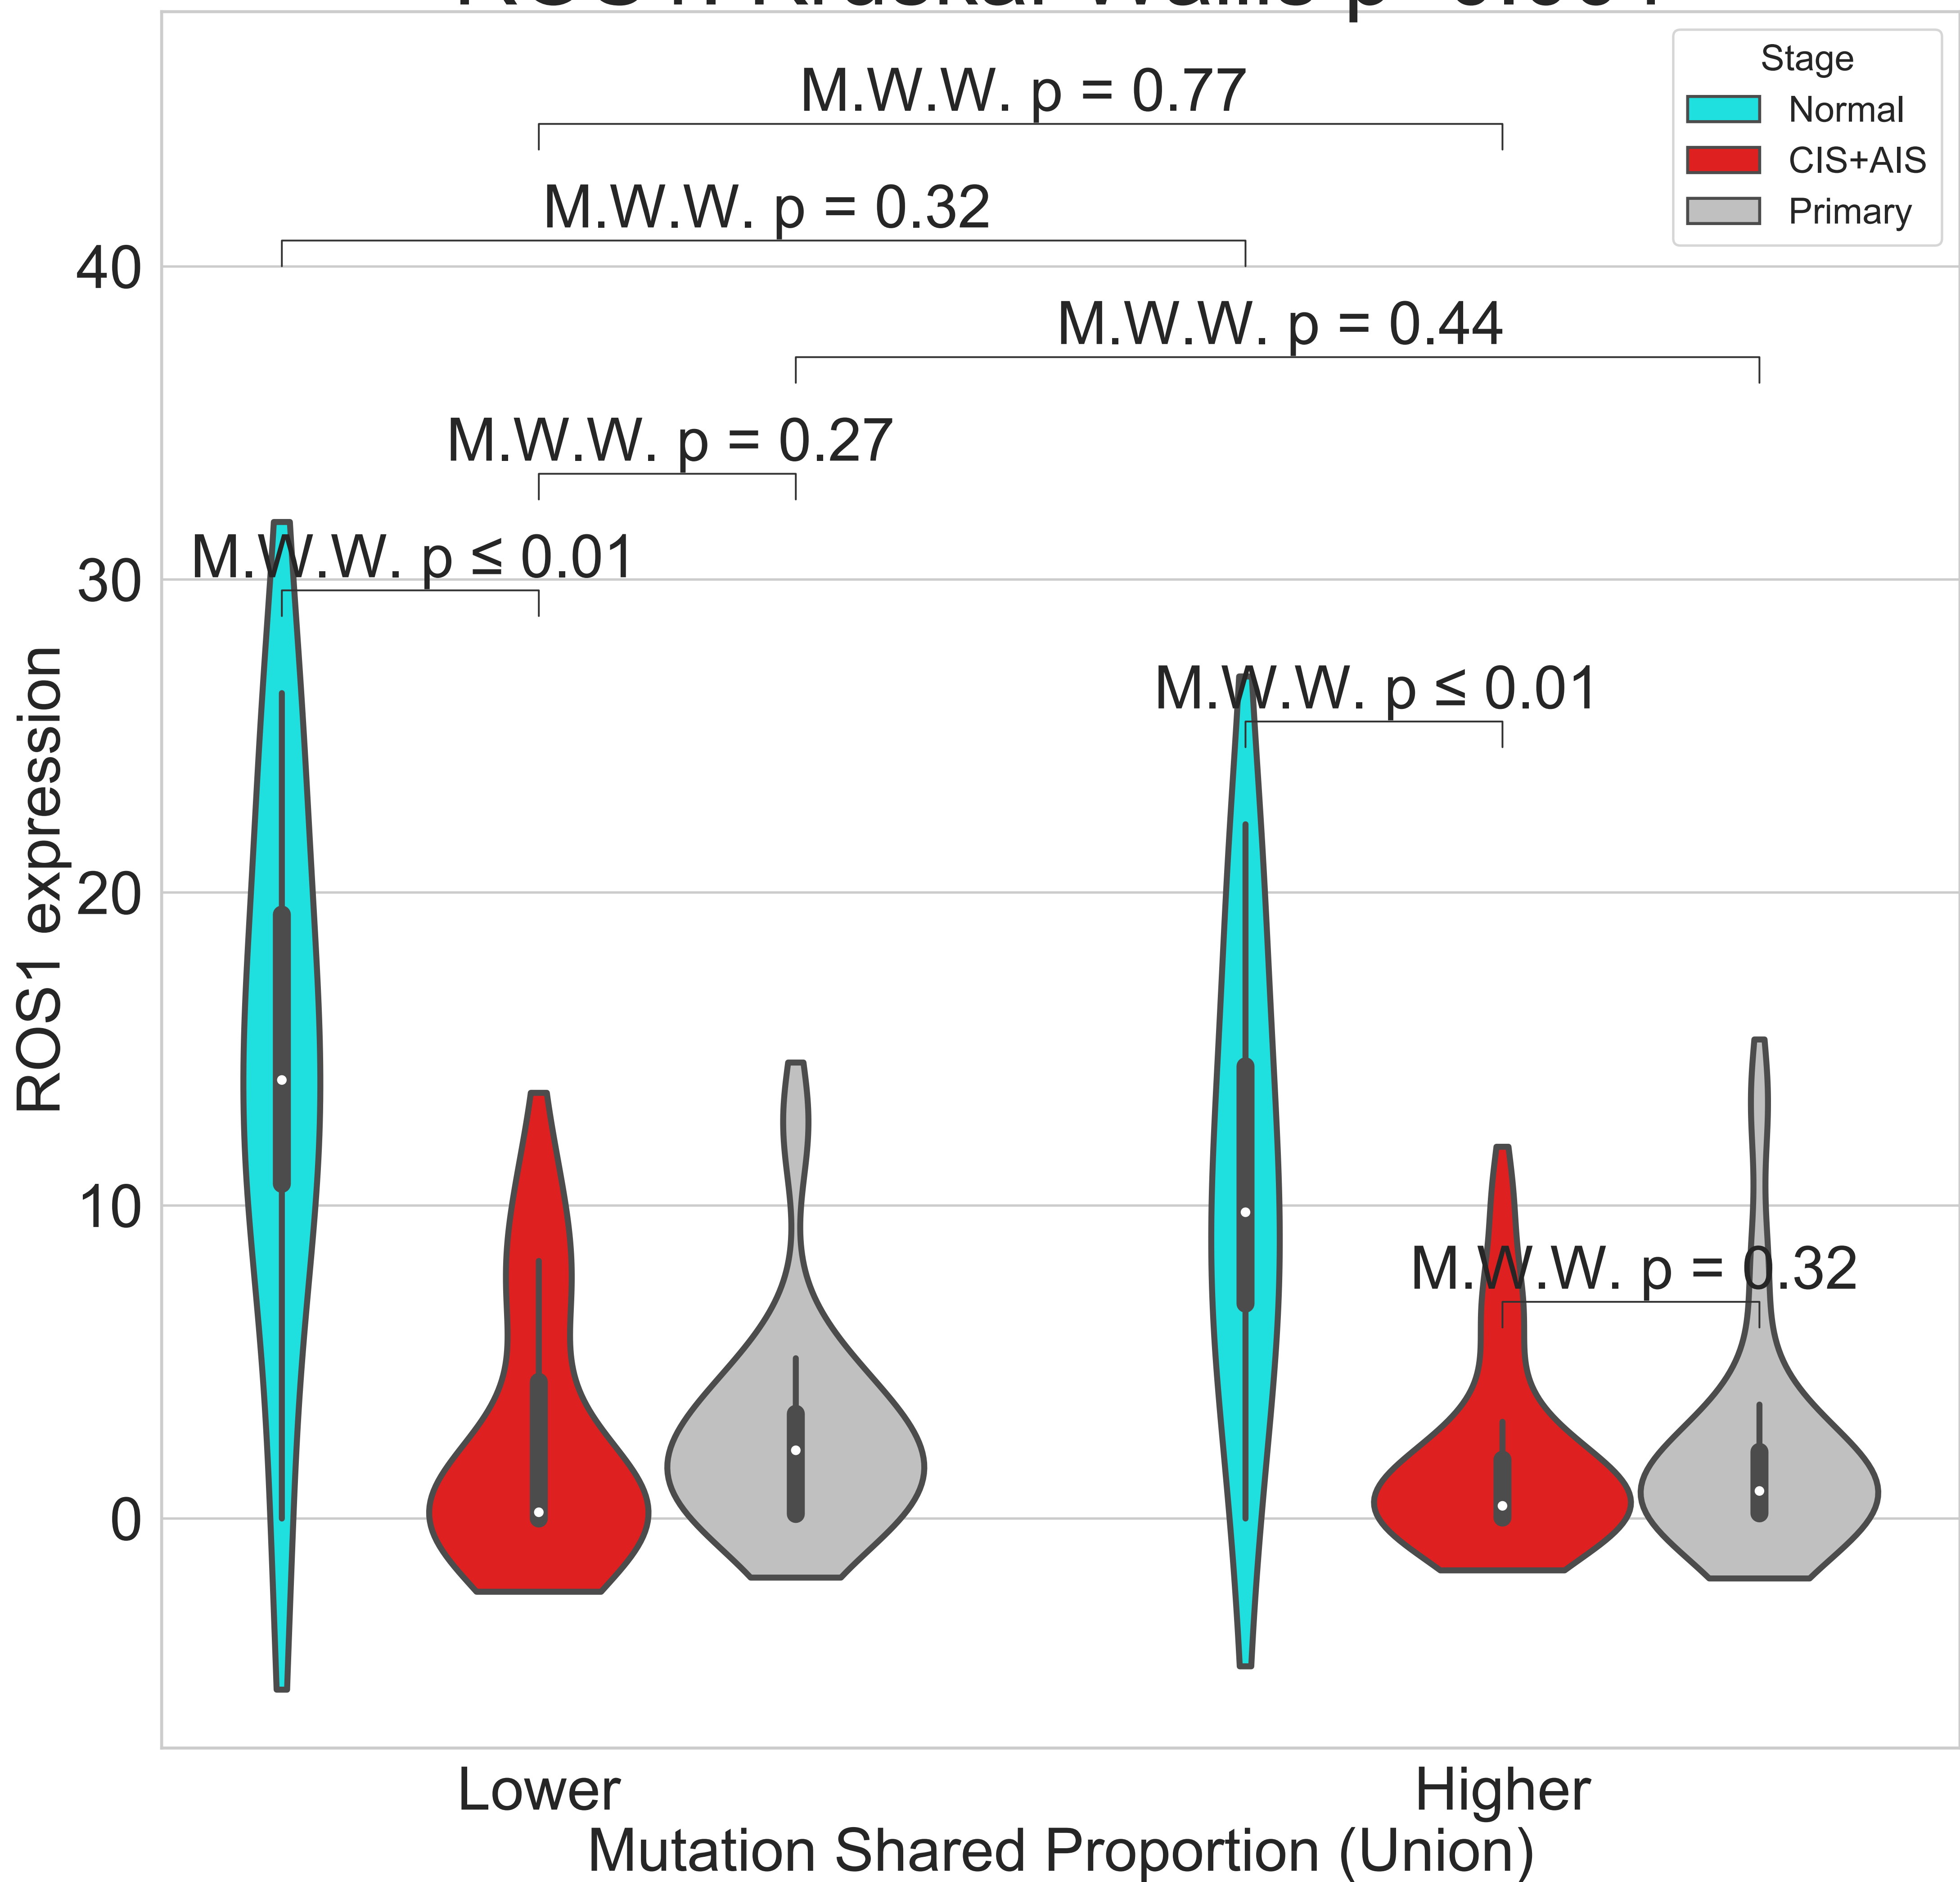 M.W.W. p = 0.77
M.W.W. p = 0.32
M.W.W. p = 0.44
M.W.W. p = 0.27
M.W.W. p ≤ 0.01
M.W.W. p ≤ 0.01
M.W.W. p = 0.32
Stage
Normal
CIS+AIS
Primary
ROS1 expression
40
30
20
10
0
Lower
Higher
Mutation Shared Proportion (Union)